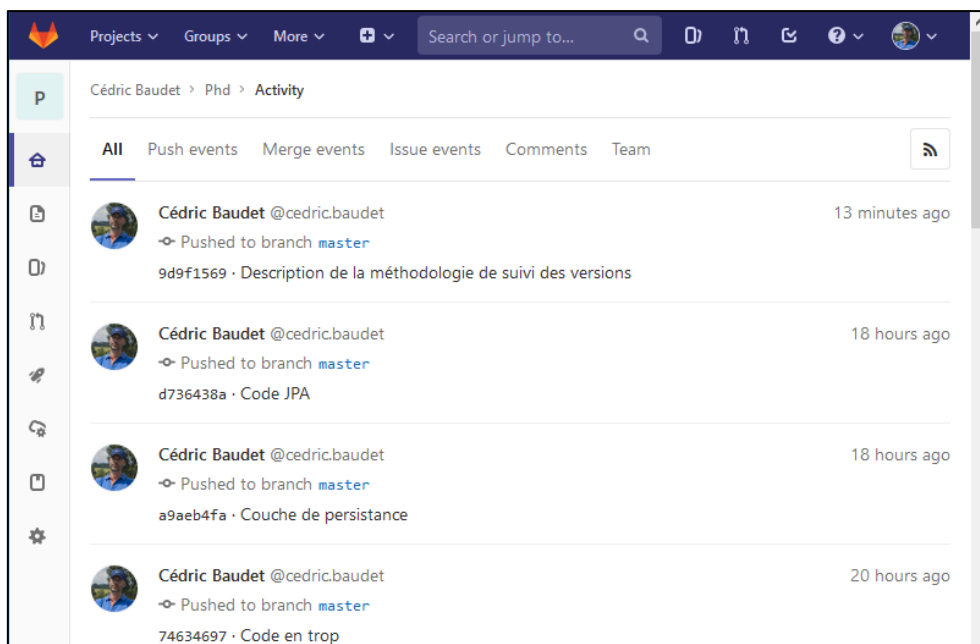 Projects Groups More Search or jump to...
P
Cédric Baudet > Phd > Activity
All Push events Merge events Issue events Comments Team
Cédric Baudet @cedric.baudet 13 minutes ago
Pushed to branch master
9d9f1569 · Description de la méthodologie de suivi des versions
Cédric Baudet @cedric.baudet 18 hours ago
Pushed to branch master
d736438a · Code JPA
Cédric Baudet @cedric.baudet 18 hours ago
Pushed to branch master
a9aeb4fa · Couche de persistance
Cédric Baudet @cedric.baudet 20 hours ago
Pushed to branch master
74634697 · Code en trop